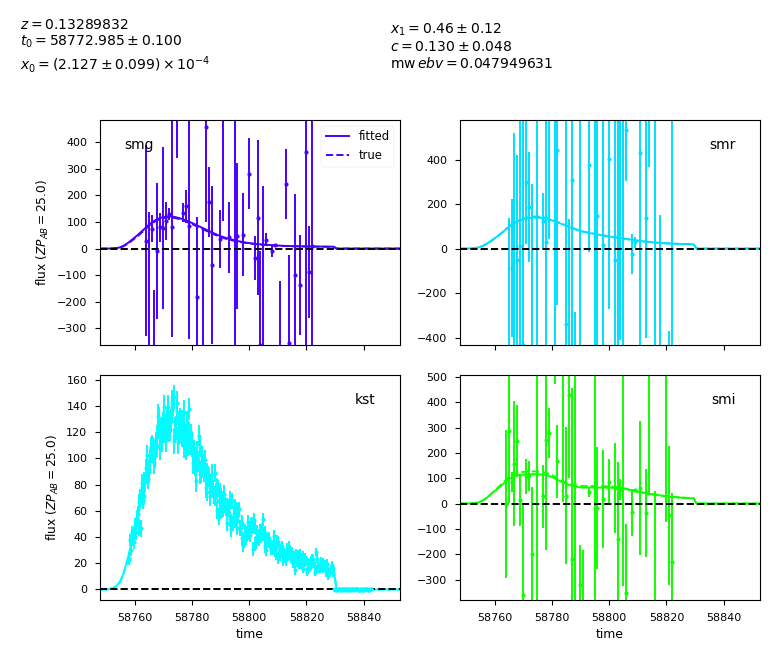 z = 0.13289832
t₀ = 58772.985 ± 0.100
x₀ = (2.127 ± 0.099) × 10⁻⁴
x₁ = 0.46 ± 0.12
c = 0.130 ± 0.048
mw ebv = 0.047949631
smg
fitted
true
400
300
200
100
0
−100
−200
−300
flux (ZP_AB = 25.0)
smr
400
200
0
−200
−400
kst
160
140
120
100
80
60
40
20
0
flux (ZP_AB = 25.0)
58760 58780 58800 58820 58840
time
smi
500
400
300
200
100
0
−100
−200
−300
58760 58780 58800 58820 58840
time